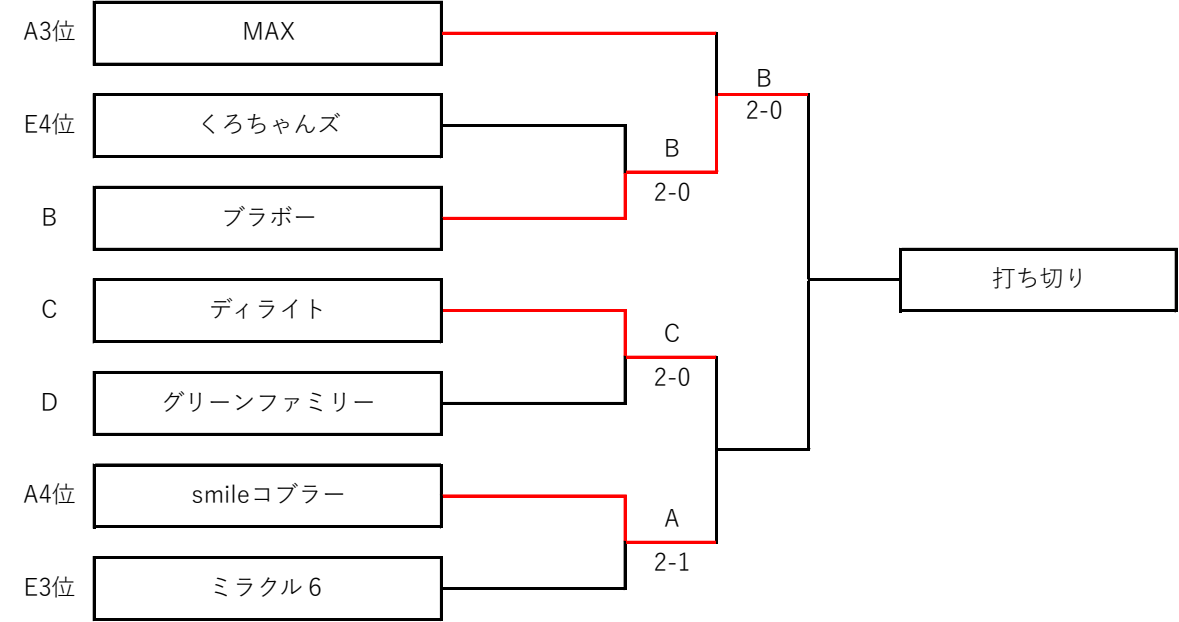 A3位 MAX
B
2-0
E4位 くろちゃんズ
B
2-0
B ブラボー
打ち切り
C ディライト
C
2-0
D グリーンファミリー
A4位 smileコブラー
A
2-1
E3位 ミラクル６